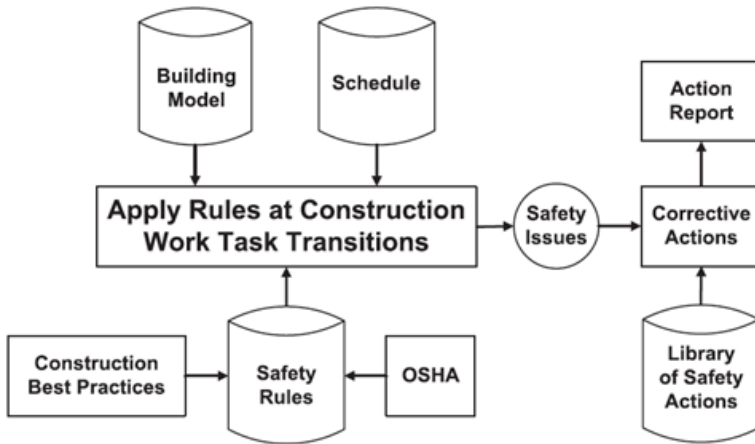 Building
Model
Schedule
Action
Report
Apply Rules at Construction
Work Task Transitions
Safety
Issues
Corrective
Actions
Construction
Best Practices
Safety
Rules
OSHA
Library
of Safety
Actions